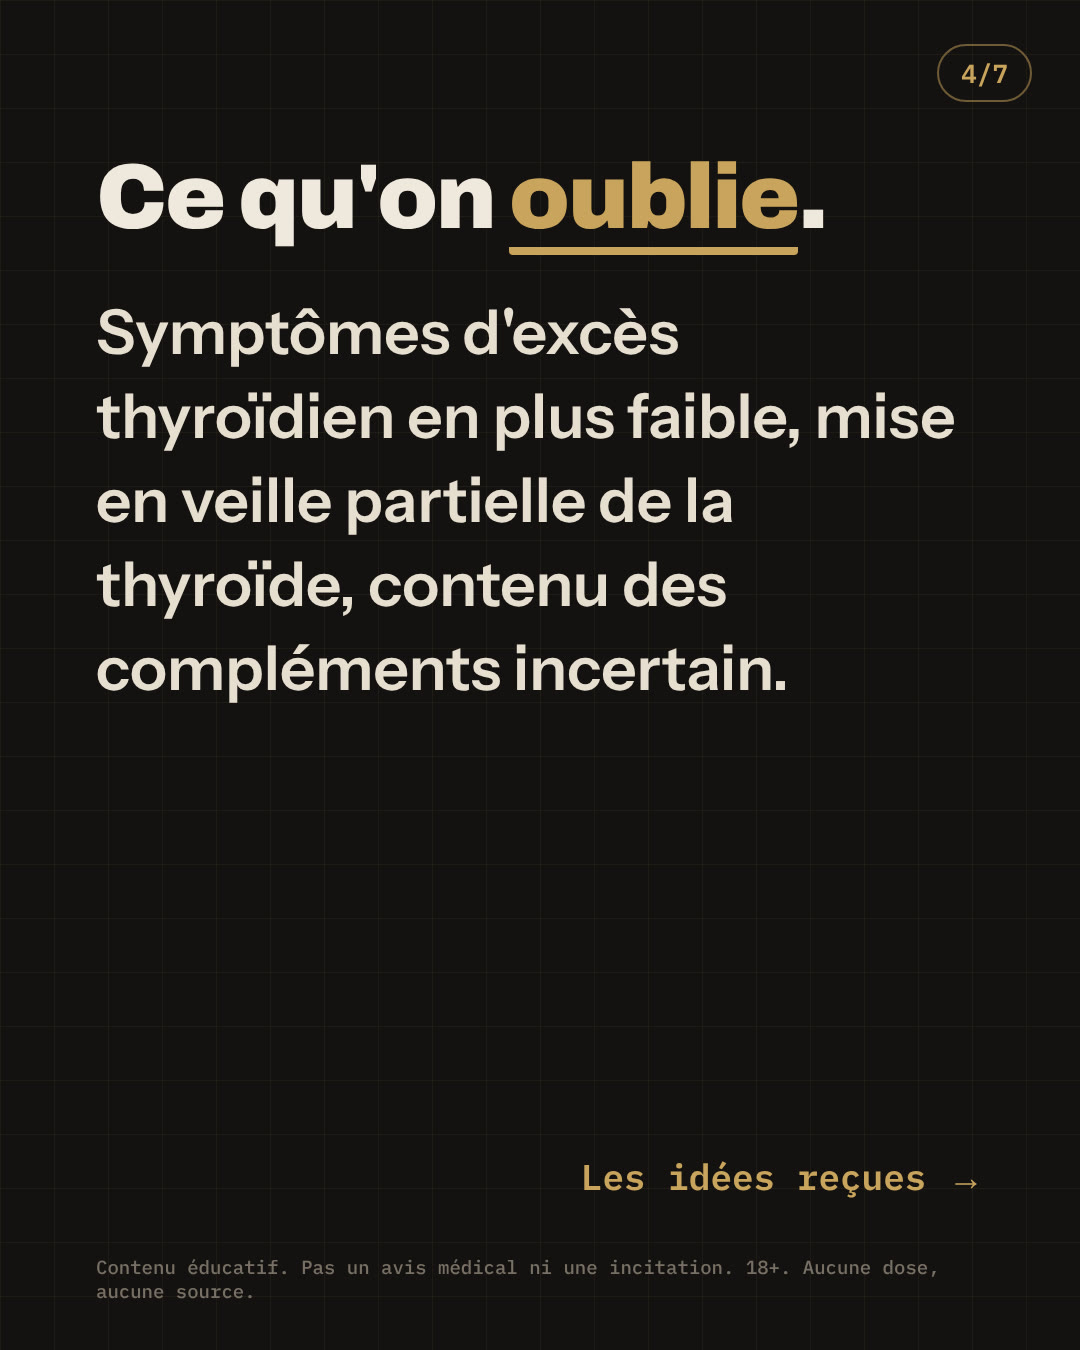 4/7
Ce qu'on oublie.
Symptômes d'excès
thyroïdien en plus faible, mise
en veille partielle de la
thyroïde, contenu des
compléments incertain.
Les idées reçues →
Contenu éducatif. Pas un avis médical ni une incitation. 18+. Aucune dose,
aucune source.